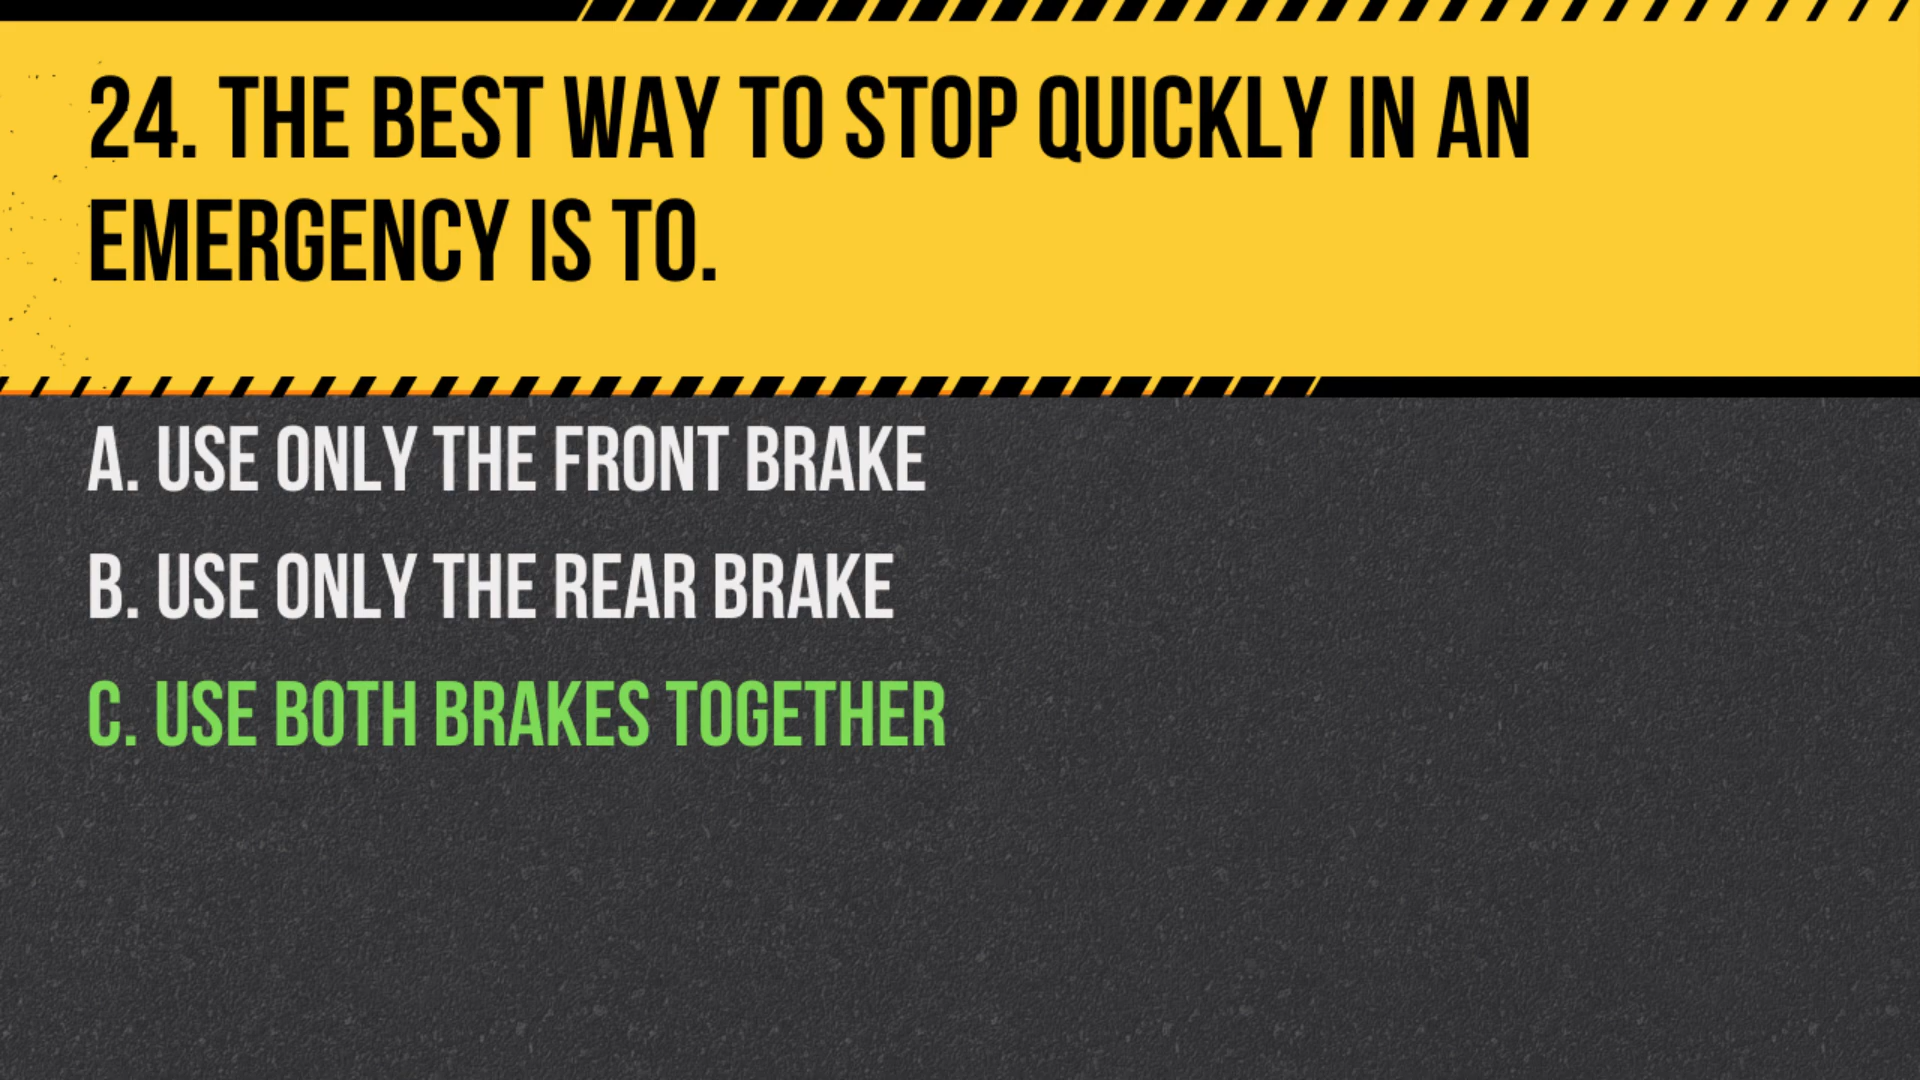 24. THE BEST WAY TO STOP QUICKLY IN AN
EMERGENCY IS TO.
A. USE ONLY THE FRONT BRAKE
B. USE ONLY THE REAR BRAKE
C. USE BOTH BRAKES TOGETHER